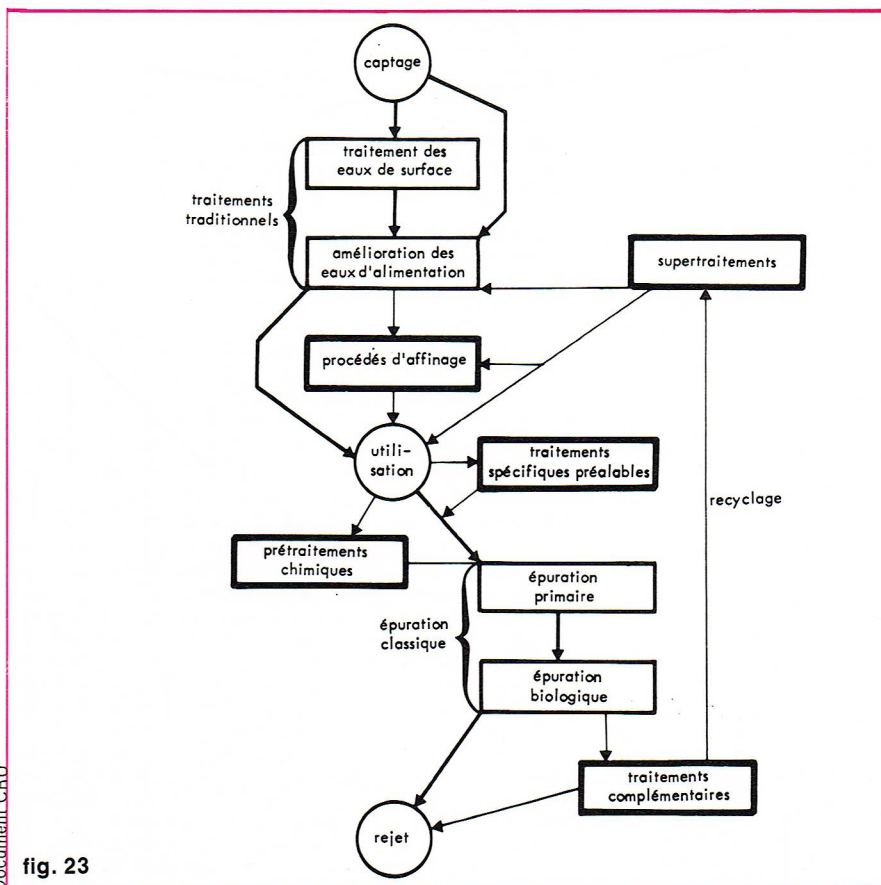 captage
traitement des
eaux de surface
traitements
traditionnels
amélioration des
eaux d'alimentation
supertraitements
procédés d'affinage
utili-
sation
traitements
spécifiques préalables
recyclage
prétraitements
chimiques
épuration
primaire
épuration
classique
épuration
biologique
traitements
complémentaires
rejet
fig. 23